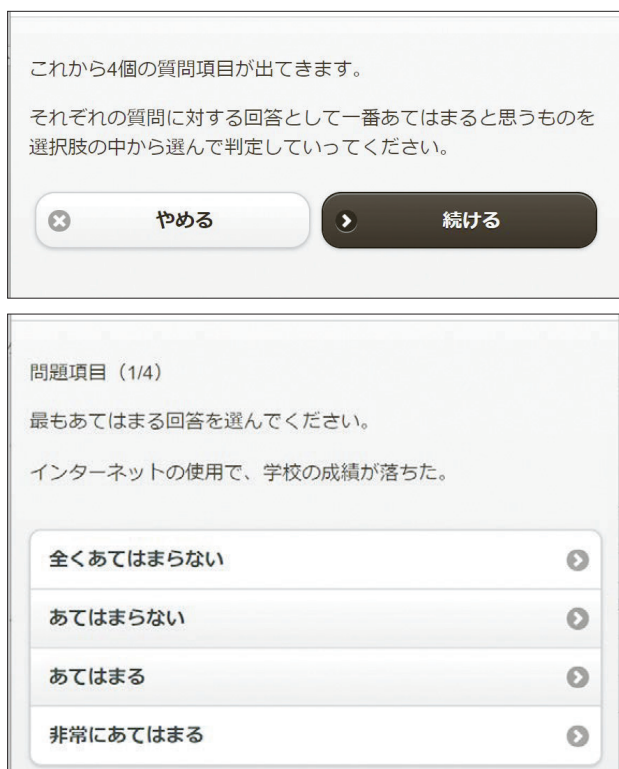 これから4個の質問項目が出てきます。
それぞれの質問に対する回答として一番あてはまると思うものを
選択肢の中から選んで判定していってください。
やめる
続ける
問題項目（1/4）
最もあてはまる回答を選んでください。
インターネットの使用で、学校の成績が落ちた。
全くあてはまらない
あてはまらない
あてはまる
非常にあてはまる